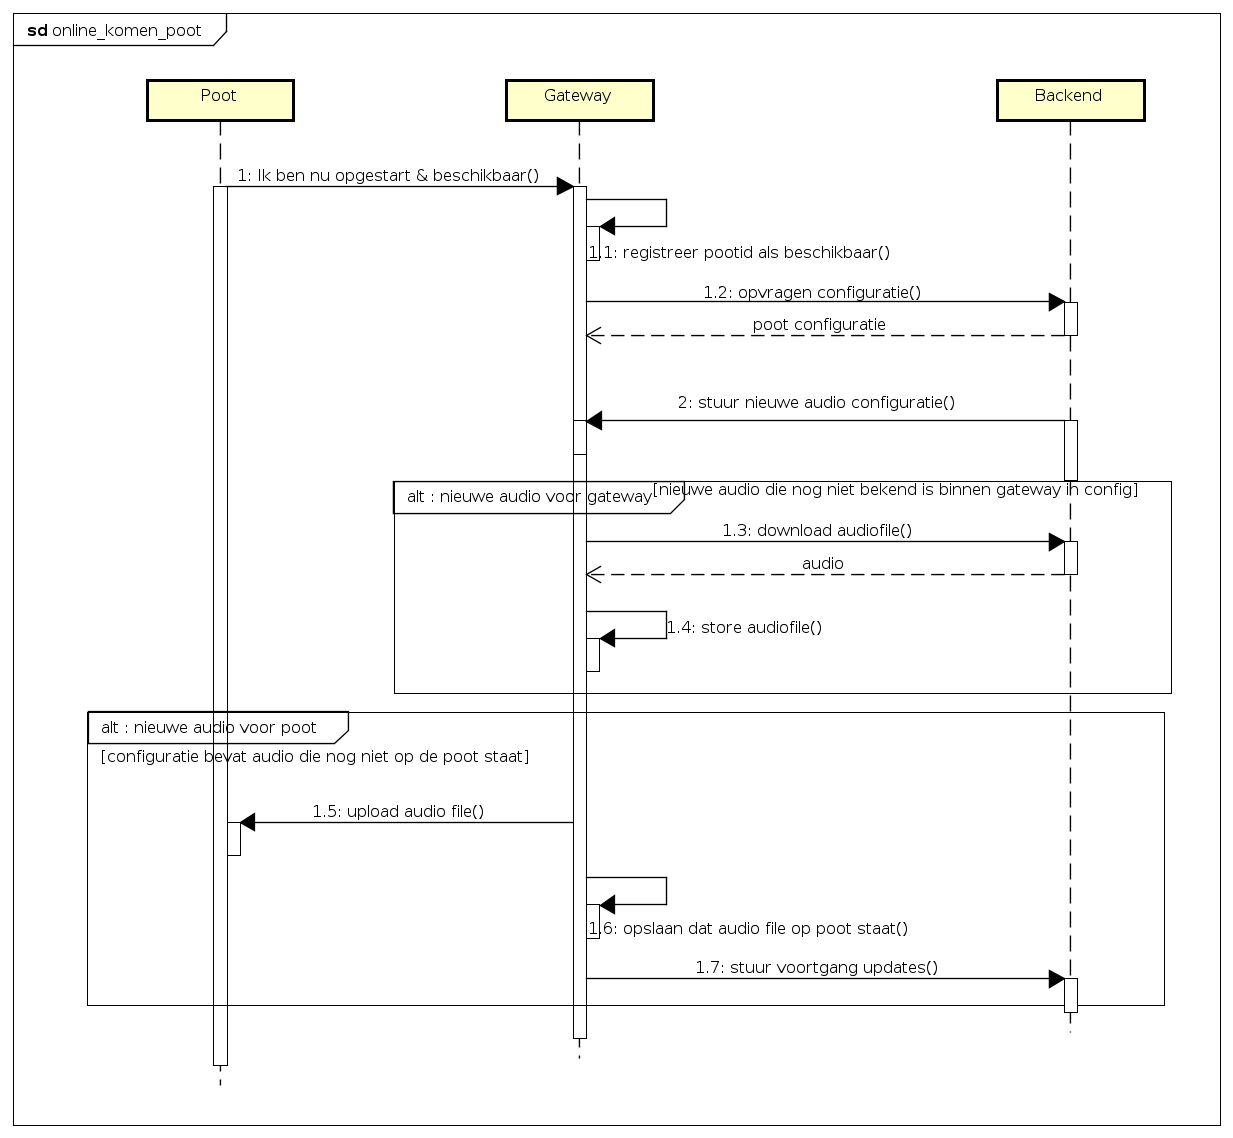 sd online_komen_poot
Poot
Gateway
Backend
1: Ik ben nu opgestart & beschikbaar()
1.1: registreer pootid als beschikbaar()
1.2: opvragen configuratie()
poot configuratie
2: stuur nieuwe audio configuratie()
alt : nieuwe audio voor gateway
[nieuwe audio die nog niet bekend is binnen gateway in config]
1.3: download audiofile()
audio
1.4: store audiofile()
alt : nieuwe audio voor poot
[configuratie bevat audio die nog niet op de poot staat]
1.5: upload audio file()
1.6: opslaan dat audio file op poot staat()
1.7: stuur voortgang updates()